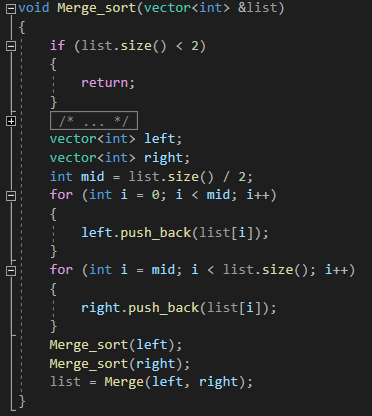 void Merge_sort(vector<int> &list)
{
    if (list.size() < 2)
    {
        return;
    }
    /* ... */
    vector<int> left;
    vector<int> right;
    int mid = list.size() / 2;
    for (int i = 0; i < mid; i++)
    {
        left.push_back(list[i]);
    }
    for (int i = mid; i < list.size(); i++)
    {
        right.push_back(list[i]);
    }
    Merge_sort(left);
    Merge_sort(right);
    list = Merge(left, right);
}